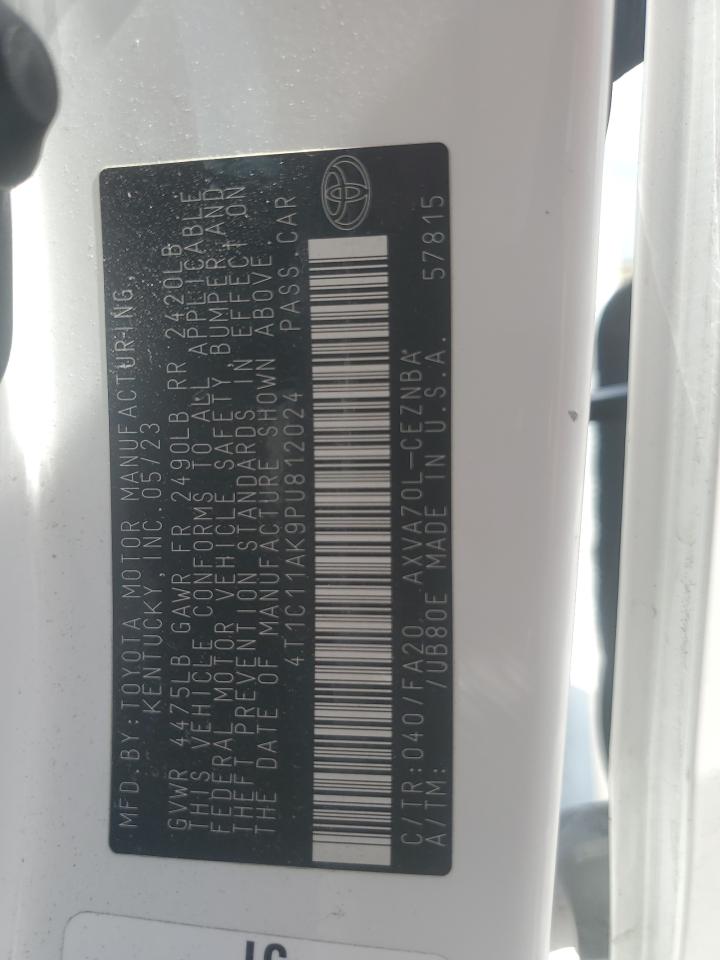 MFD.BY:TOYOTA MOTOR MANUFACTURING,
KENTUCKY,INC.05/23
GVWR 4475LB GAWR FR 2490LB RR 2420LB
THIS VEHICLE CONFORMS TO ALL APPLICABLE
FEDERAL MOTOR VEHICLE SAFETY, BUMPER,AND
THEFT PREVENTION STANDARDS IN EFFECT ON
THE DATE OF MANUFACTURE SHOWN ABOVE.
4T1C11AK9PU812024 PASS.CAR
C/TR:040/FA20 AXVA70L-CEZNBA*
A/TM: /UB80E MADE IN U.S.A. 57815